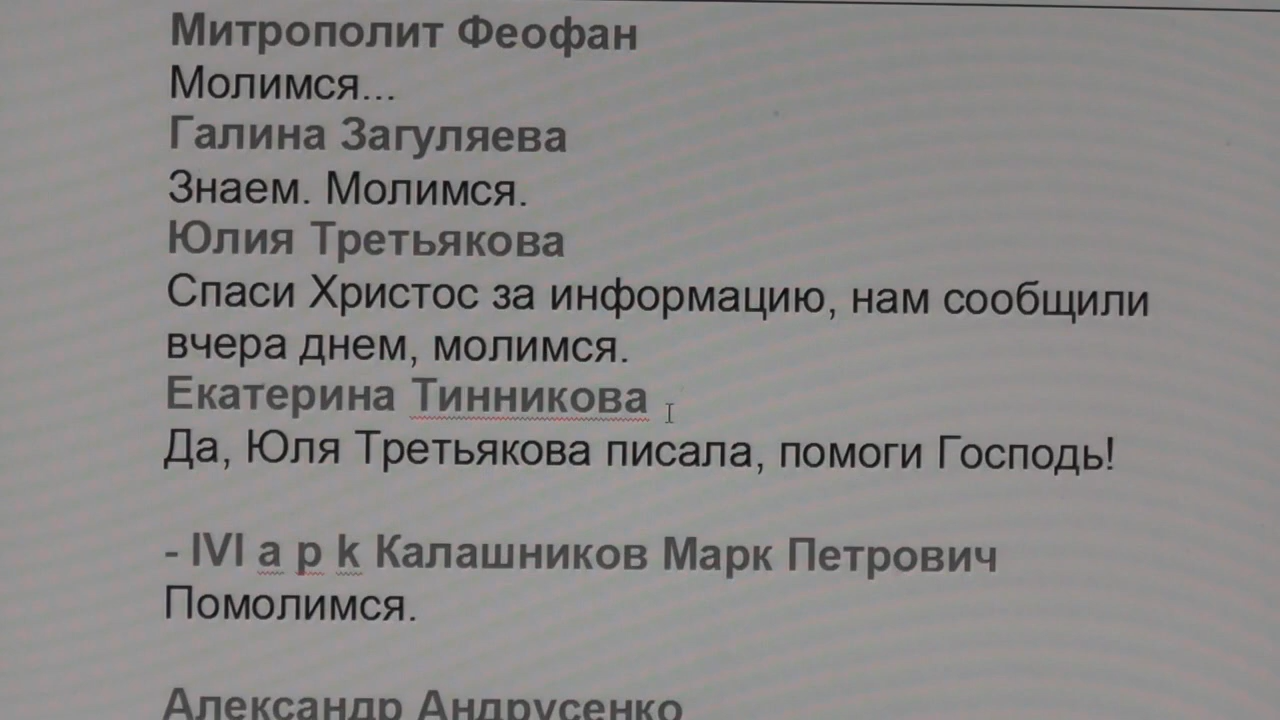 Митрополит Феофан
Молимся...
Галина Загуляева
Знаем. Молимся.
Юлия Третьякова
Спаси Христос за информацию, нам сообщили
вчера днем, молимся.
Екатерина Тинникова
Да, Юля Третьякова писала, помоги Господь!
- IVI a p k Калашников Марк Петрович
Помолимся.
Александр Андрусенко